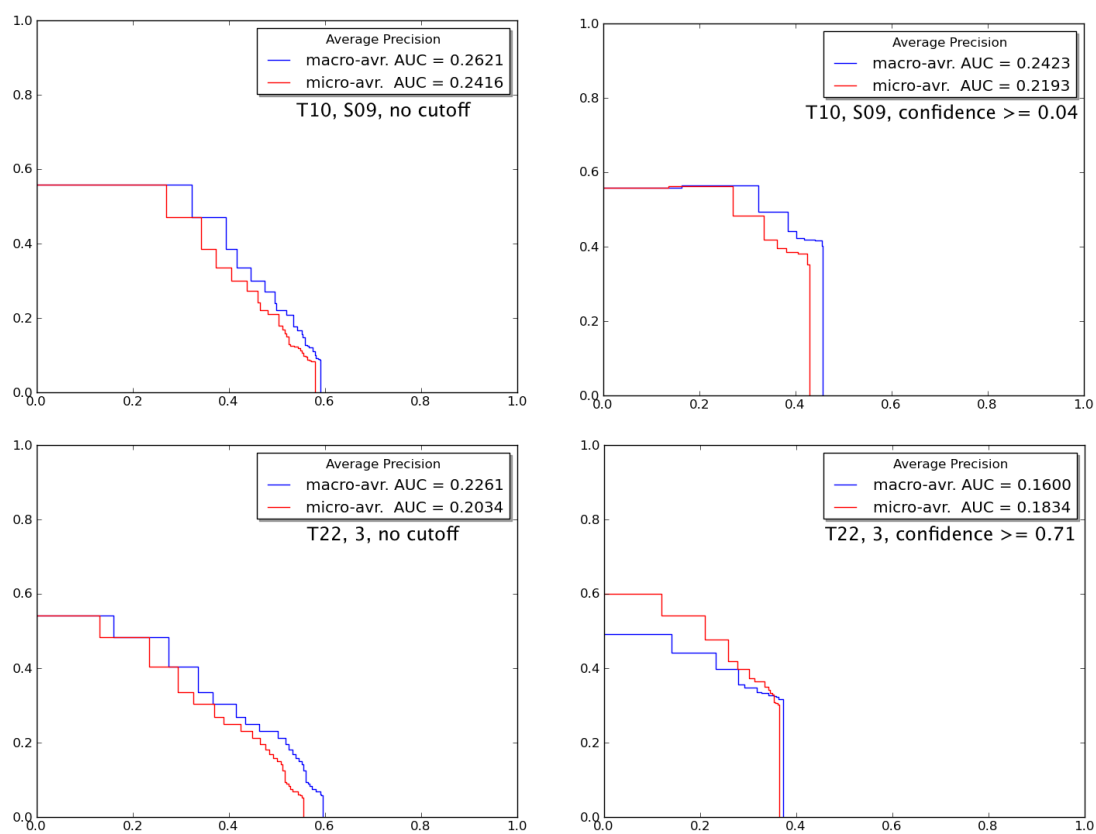 1.0
0.8
0.6
0.4
0.2
0.0
0.0 0.2 0.4 0.6 0.8 1.0
Average Precision
macro-avr. AUC = 0.2621
micro-avr. AUC = 0.2416
T10, S09, no cutoff
1.0
0.8
0.6
0.4
0.2
0.0
0.0 0.2 0.4 0.6 0.8 1.0
Average Precision
macro-avr. AUC = 0.2423
micro-avr. AUC = 0.2193
T10, S09, confidence >= 0.04
1.0
0.8
0.6
0.4
0.2
0.0
0.0 0.2 0.4 0.6 0.8 1.0
Average Precision
macro-avr. AUC = 0.2261
micro-avr. AUC = 0.2034
T22, 3, no cutoff
1.0
0.8
0.6
0.4
0.2
0.0
0.0 0.2 0.4 0.6 0.8 1.0
Average Precision
macro-avr. AUC = 0.1600
micro-avr. AUC = 0.1834
T22, 3, confidence >= 0.71